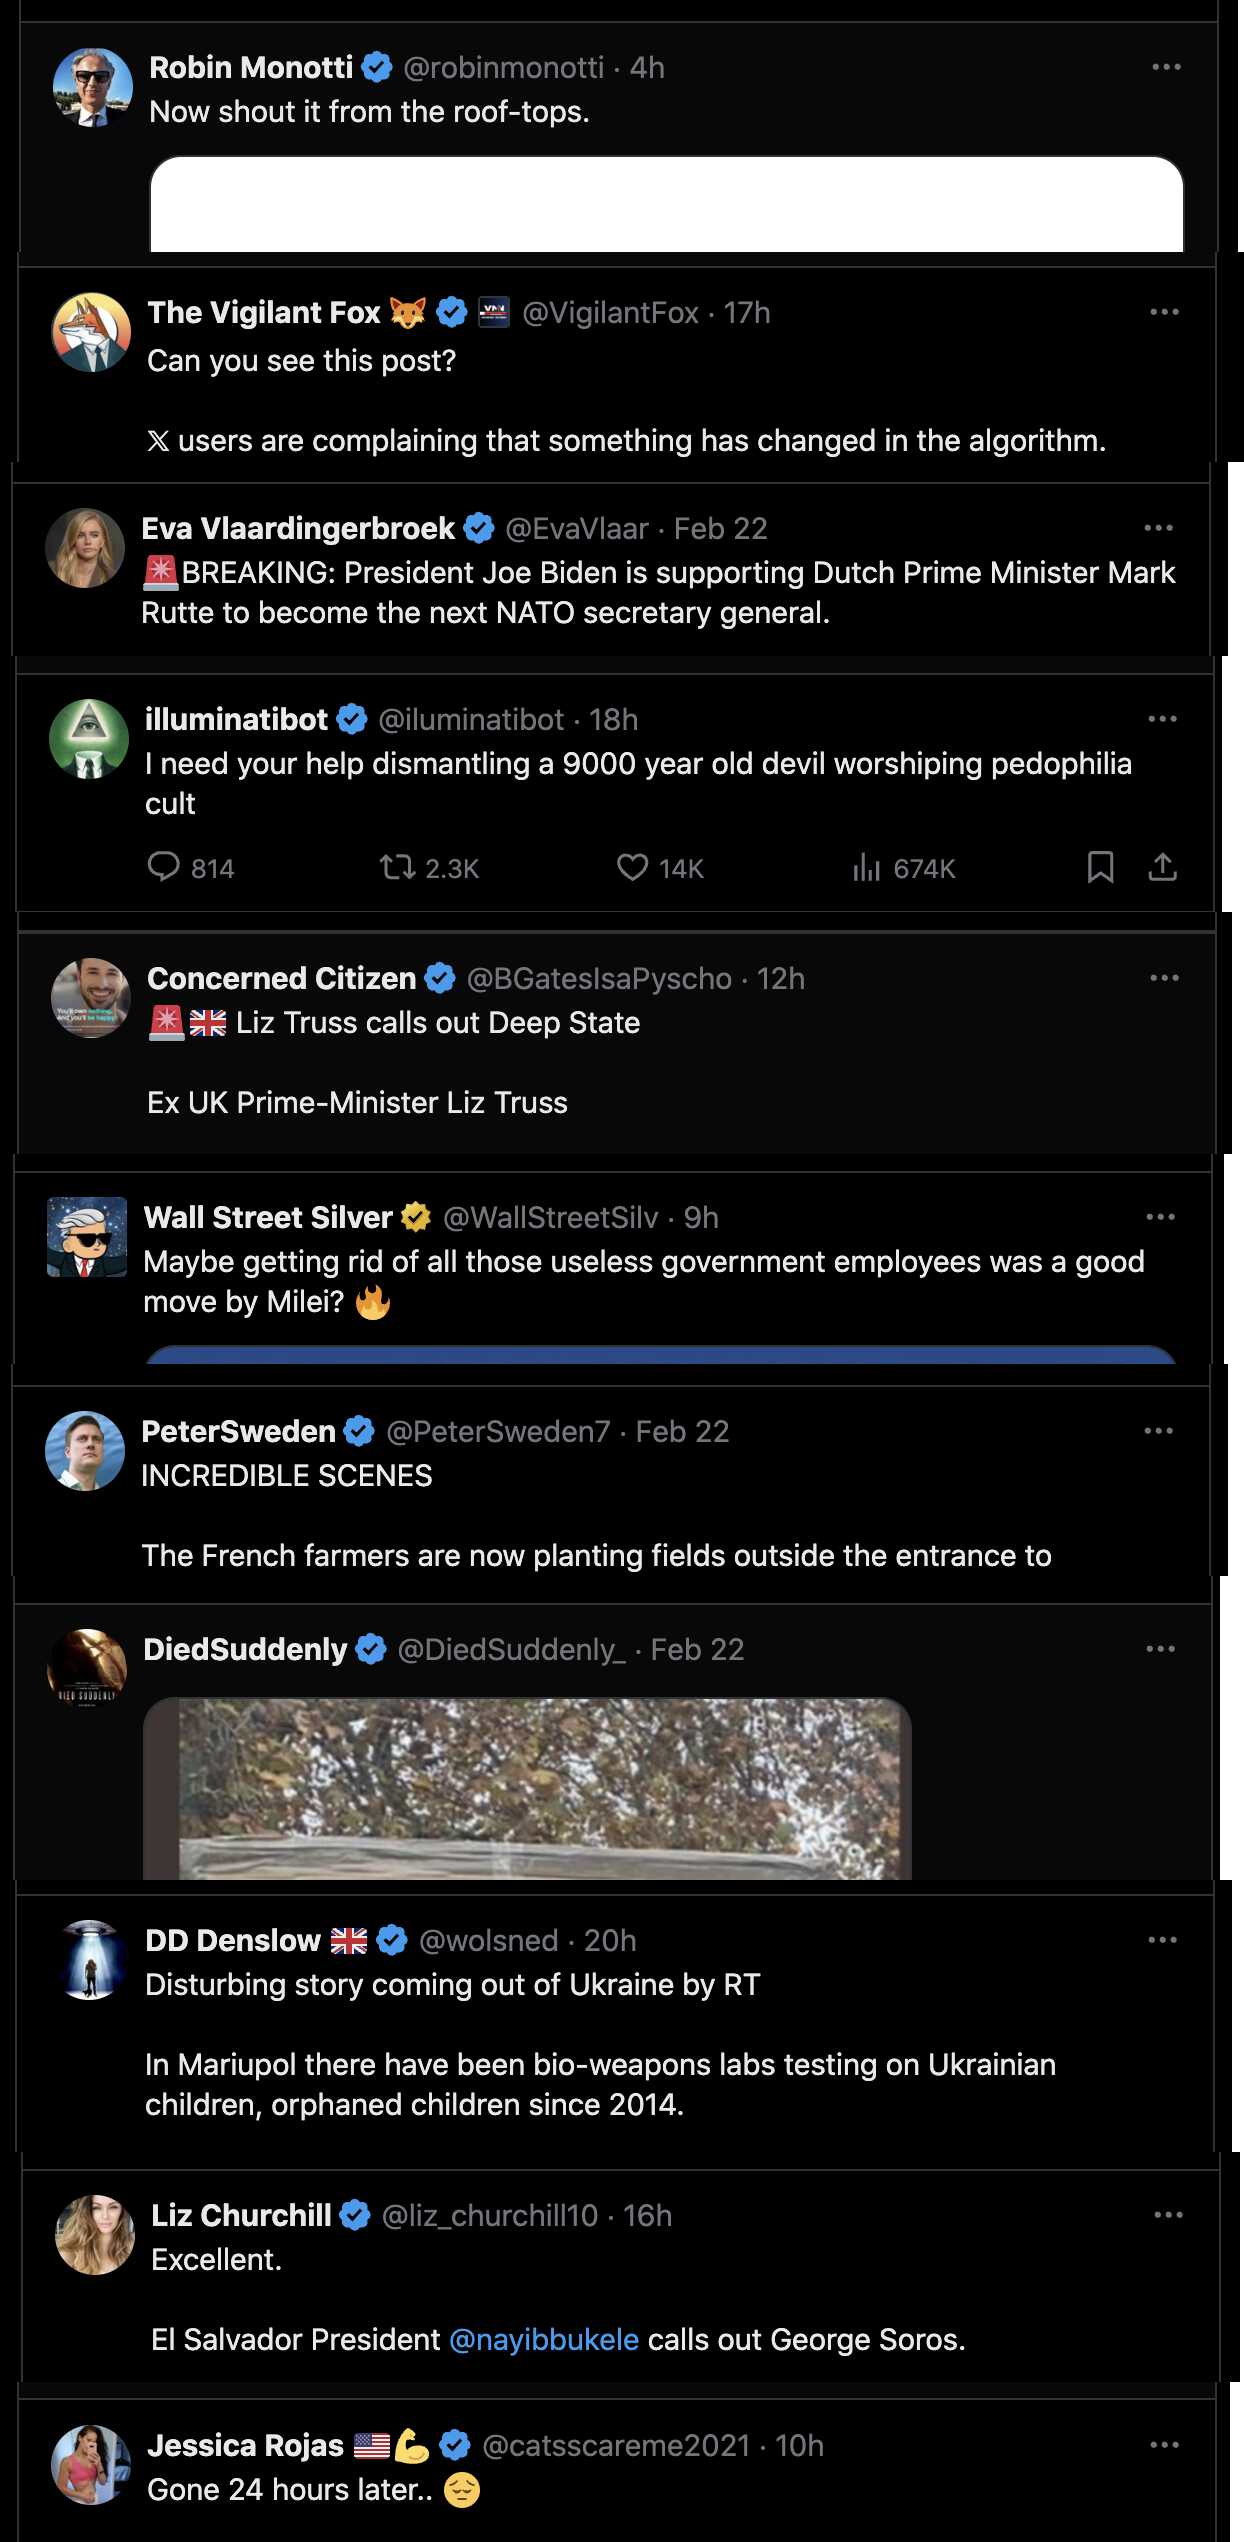 Robin Monotti @robinmonotti · 4h
Now shout it from the roof-tops.
The Vigilant Fox 🦊 @VigilantFox · 17h
Can you see this post?
𝕏 users are complaining that something has changed in the algorithm.
Eva Vlaardingerbroek @EvaVlaar · Feb 22
🚨BREAKING: President Joe Biden is supporting Dutch Prime Minister Mark
Rutte to become the next NATO secretary general.
illuminatibot @iluminatibot · 18h
I need your help dismantling a 9000 year old devil worshiping pedophilia
cult
814 2.3K 14K 674K
Concerned Citizen @BGatesIsaPyscho · 12h
🚨🇬🇧 Liz Truss calls out Deep State
Ex UK Prime-Minister Liz Truss
Wall Street Silver @WallStreetSilv · 9h
Maybe getting rid of all those useless government employees was a good
move by Milei? 🔥
PeterSweden @PeterSweden7 · Feb 22
INCREDIBLE SCENES
The French farmers are now planting fields outside the entrance to
DiedSuddenly @DiedSuddenly_ · Feb 22
DIED SUDDENLY
DD Denslow 🇬🇧 @wolsned · 20h
Disturbing story coming out of Ukraine by RT
In Mariupol there have been bio-weapons labs testing on Ukrainian
children, orphaned children since 2014.
Liz Churchill @liz_churchill10 · 16h
Excellent.
El Salvador President @nayibbukele calls out George Soros.
Jessica Rojas 🇺🇸💪 @catsscareme2021 · 10h
Gone 24 hours later.. 😔